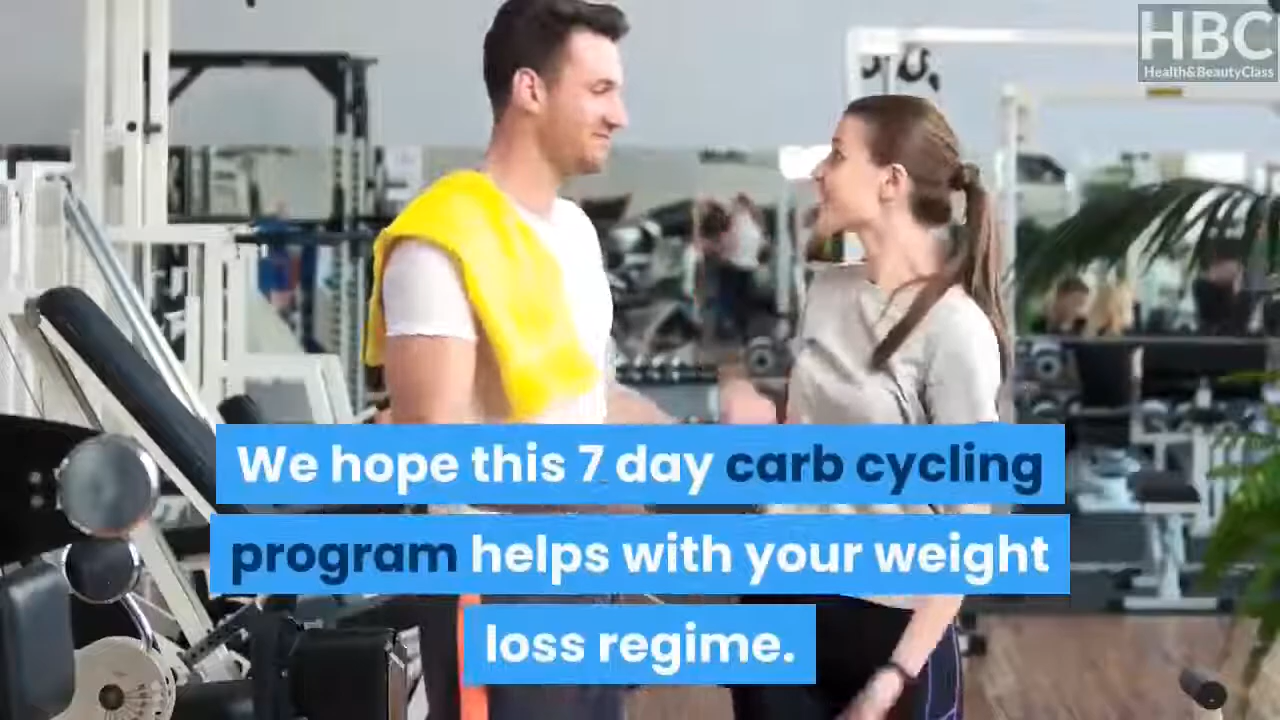 HBC
Health&BeautyClass
We hope this 7 day carb cycling
program helps with your weight
loss regime.